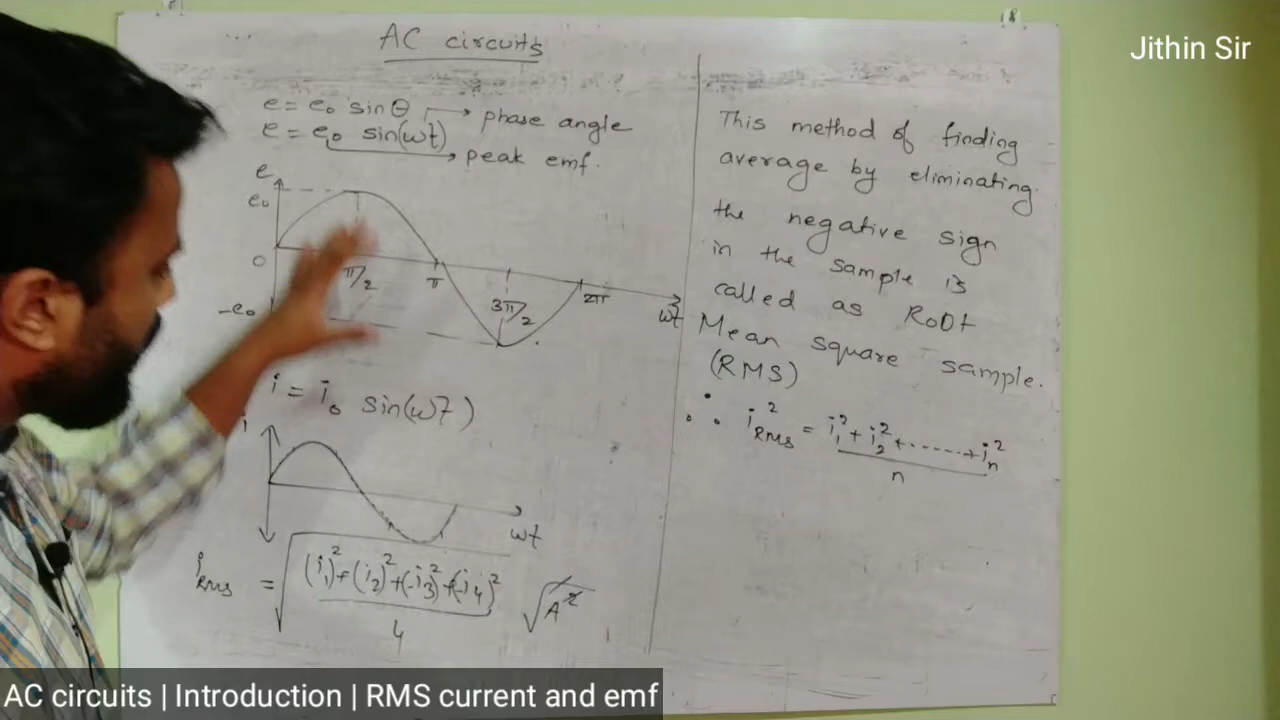 Jithin Sir
AC circuits
e = e₀ sinθ
e = e₀ sin(ωt)
phase angle
peak emf.
e
e₀
0
-e₀
π/2
π
3π/2
2π
ωt
i = i₀ sin(ωt)
i
ωt
i_RMS = √((i₁)² + (i₂)² + (-i₃)² + (-i₄)² / 4) √A²
This method of finding
average by eliminating
the negative sign
in the sample is
called as RoOt
Mean square sample.
(RMS)
∴ i²_RMS = i₁² + i₂² + ...... + iₙ² / n
AC circuits | Introduction | RMS current and emf